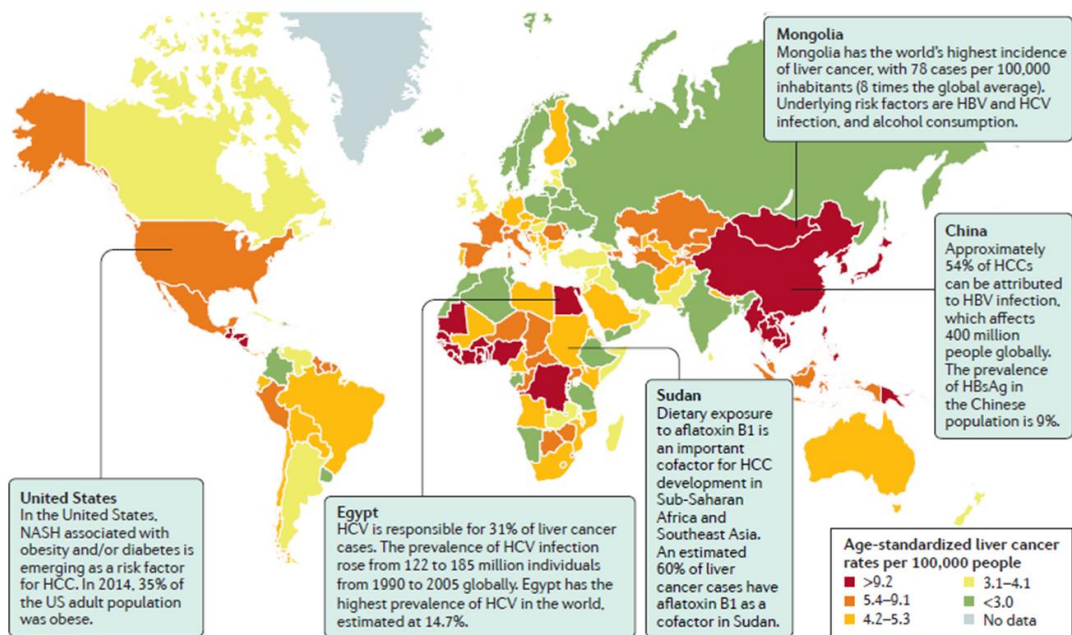 Mongolia
Mongolia has the world's highest incidence
of liver cancer, with 78 cases per 100,000
inhabitants (8 times the global average).
Underlying risk factors are HBV and HCV
infection, and alcohol consumption.
China
Approximately
54% of HCCs
can be attributed
to HBV infection,
which affects
400 million
people globally.
The prevalence
of HBsAg in
the Chinese
population is 9%.
Sudan
Dietary exposure
to aflatoxin B1 is
an important
cofactor for HCC
development in
Sub-Saharan
Africa and
Southeast Asia.
An estimated
60% of liver
cancer cases have
aflatoxin B1 as a
cofactor in Sudan.
United States
In the United States,
NASH associated with
obesity and/or diabetes is
emerging as a risk factor
for HCC. In 2014, 35% of
the US adult population
was obese.
Egypt
HCV is responsible for 31% of liver cancer
cases. The prevalence of HCV infection
rose from 122 to 185 million individuals
from 1990 to 2005 globally. Egypt has the
highest prevalence of HCV in the world,
estimated at 14.7%.
Age-standardized liver cancer
rates per 100,000 people
>9.2
5.4–9.1
4.2–5.3
3.1–4.1
<3.0
No data